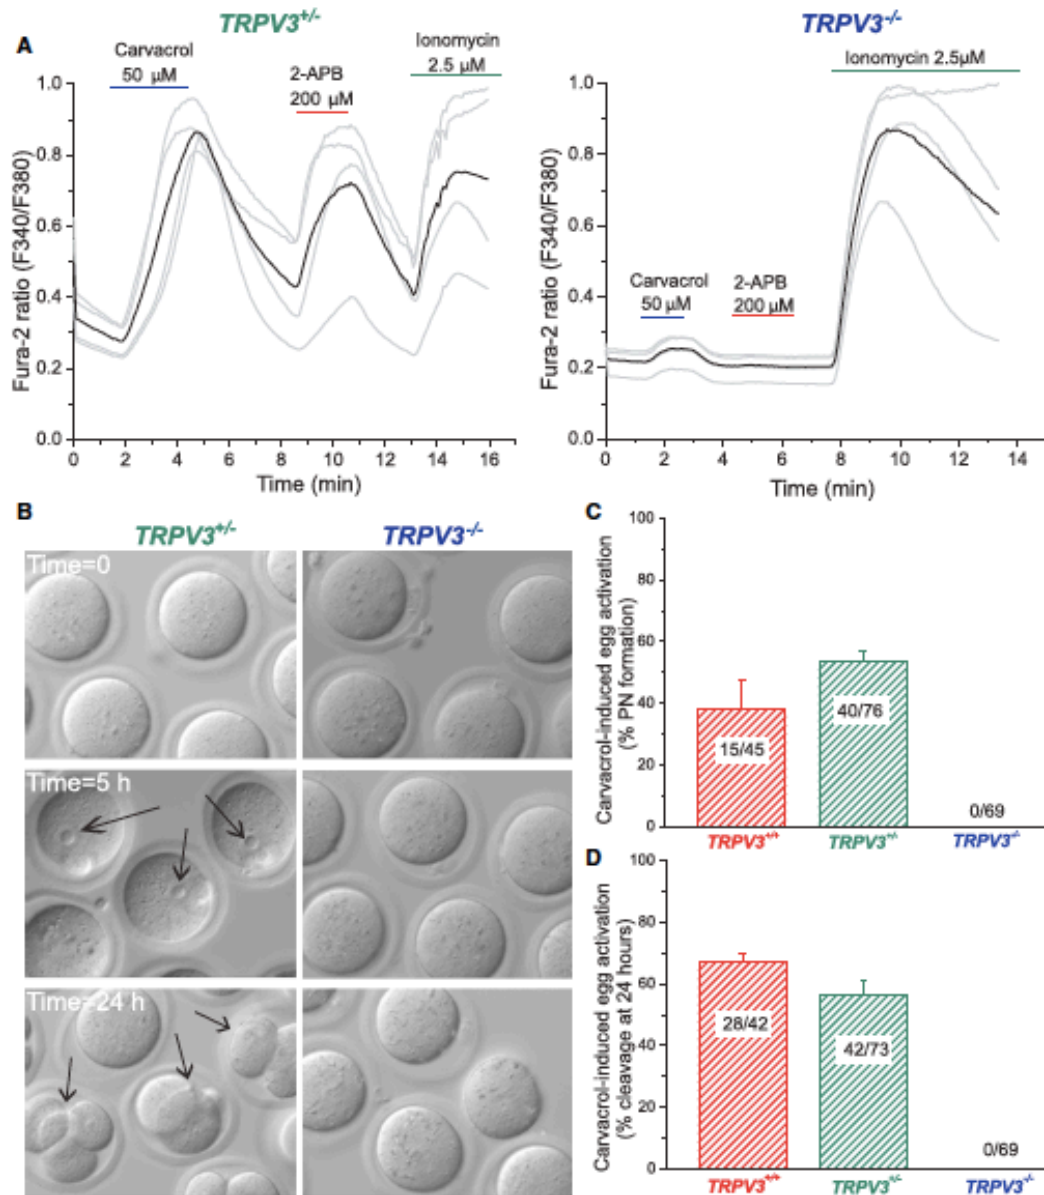 TRPV3+/-
TRPV3-/-
A
Carvacrol
50 µM
2-APB
200 µM
Ionomycin
2.5 µM
Fura-2 ratio (F340/F380)
1.0
0.8
0.6
0.4
0.2
0.0
0 2 4 6 8 10 12 14 16
Time (min)
Ionomycin 2.5µM
Carvacrol
50 µM
2-APB
200 µM
Fura-2 ratio (F340/F380)
1.0
0.8
0.6
0.4
0.2
0.0
0 2 4 6 8 10 12 14
Time (min)
B
TRPV3+/-
TRPV3-/-
Time=0
Time=5 h
Time=24 h
C
Carvacrol-induced egg activation
(% PN formation)
100
80
60
40
20
0
15/45
40/76
0/69
TRPV3+/+
TRPV3+/-
TRPV3-/-
D
Carvacrol-induced egg activation
(% cleavage at 24 hours)
100
80
60
40
20
0
28/42
42/73
0/69
TRPV3+/+
TRPV3+/-
TRPV3-/-